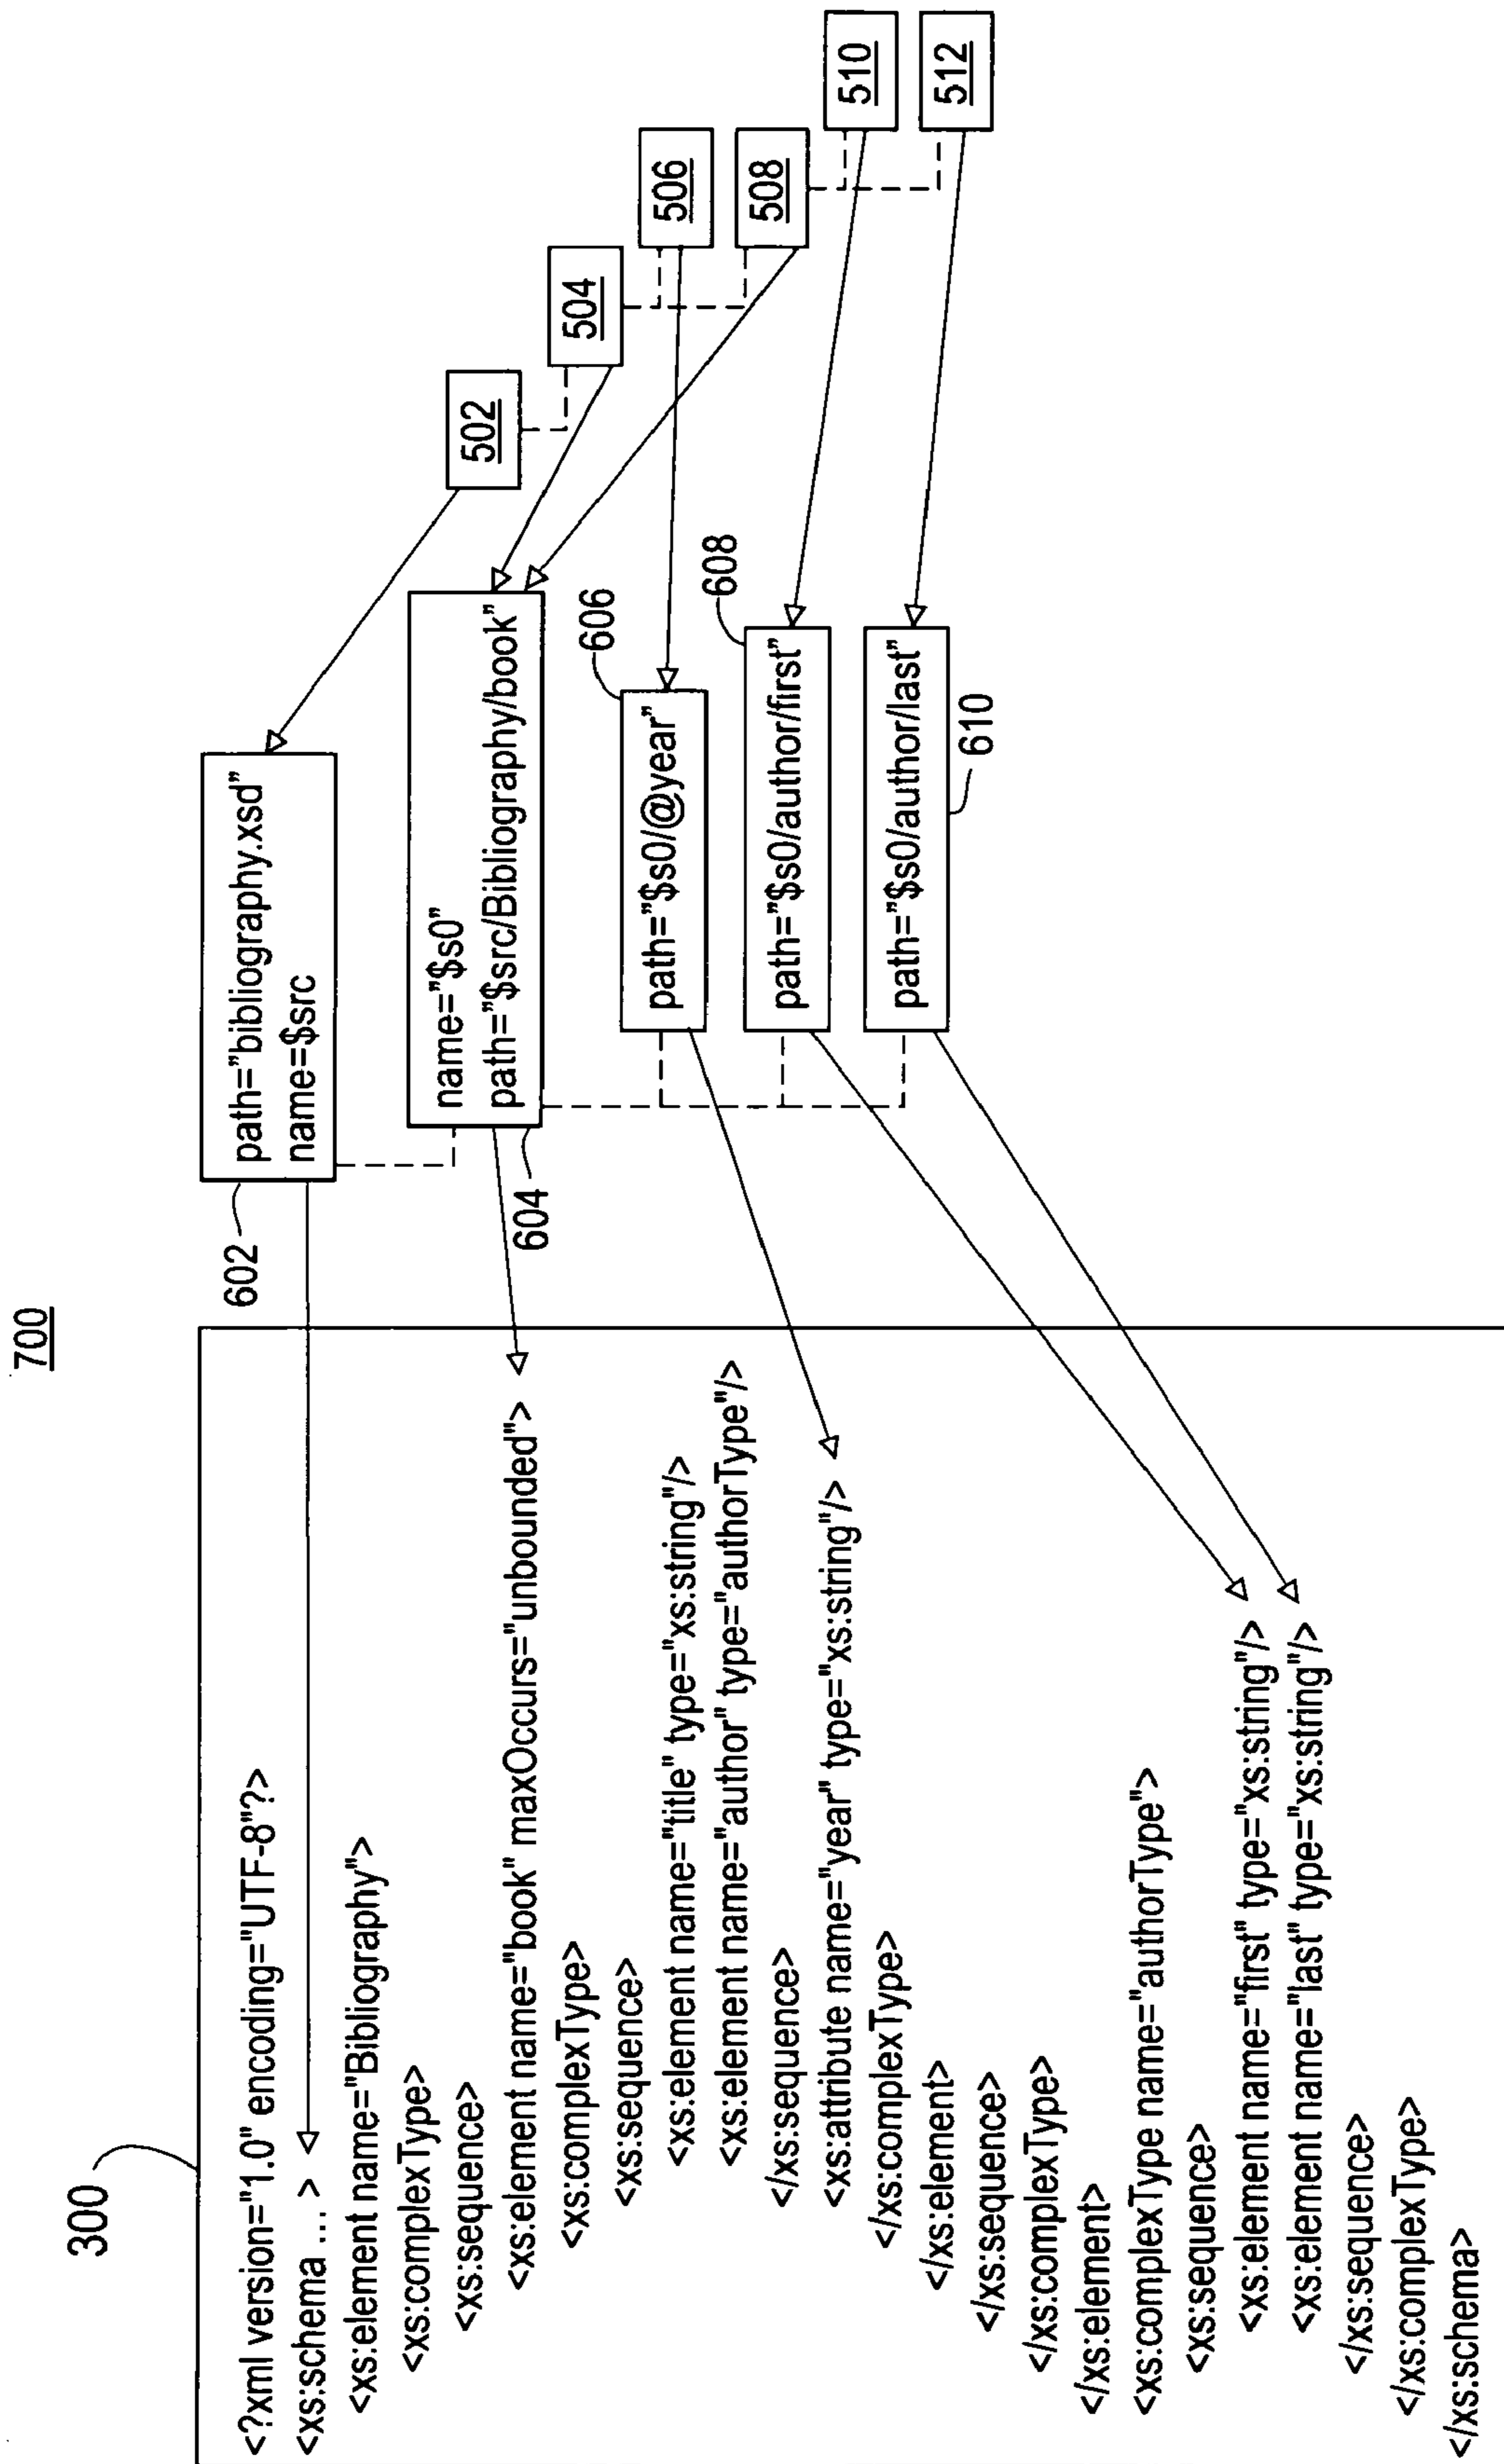 700
300
<?xml version="1.0" encoding="UTF-8"?>
<xs:schema ... >
<xs:element name="Bibliography">
<xs:complexType>
<xs:sequence>
<xs:element name="book" maxOccurs="unbounded">
<xs:complexType>
<xs:sequence>
<xs:element name="title" type="xs:string"/>
<xs:element name="author" type="authorType"/>
</xs:sequence>
<xs:attribute name="year" type="xs:string"/>
</xs:complexType>
</xs:element>
</xs:sequence>
</xs:complexType>
</xs:element>
<xs:complexType name="authorType">
<xs:sequence>
<xs:element name="first" type="xs:string"/>
<xs:element name="last" type="xs:string"/>
</xs:sequence>
</xs:complexType>
</xs:schema>
602
path=”bibliography.xsd”
name=$src
604
name=”$s0”
path=”$src/Bibliography/book”
606
path=”$s0/@year”
608
path=”$s0/author/first”
path=”$s0/author/last”
610
502
504
506
508
510
512